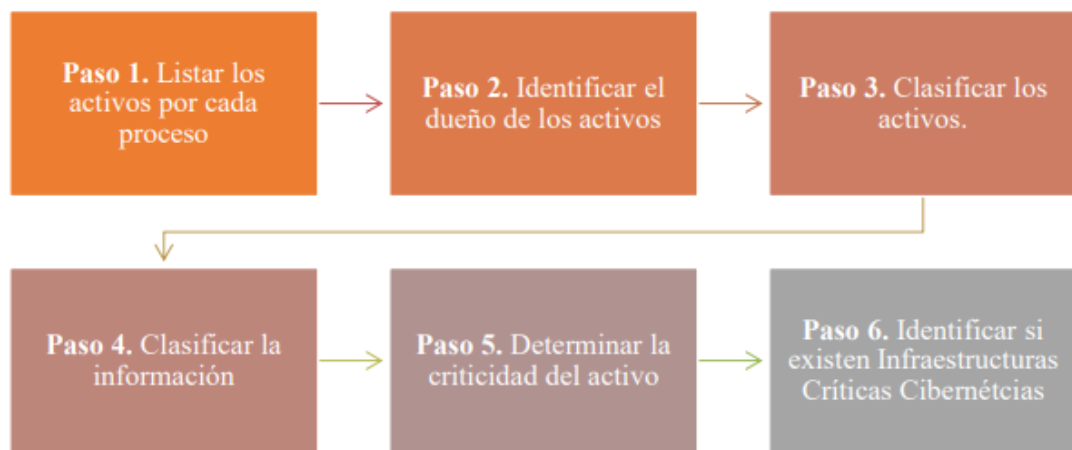 Paso 1. Listar los
activos por cada
proceso
Paso 2. Identificar el
dueño de los activos
Paso 3. Clasificar los
activos.
Paso 4. Clasificar la
información
Paso 5. Determinar la
criticidad del activo
Paso 6. Identificar si
existen Infraestructuras
Críticas Cibernétcias